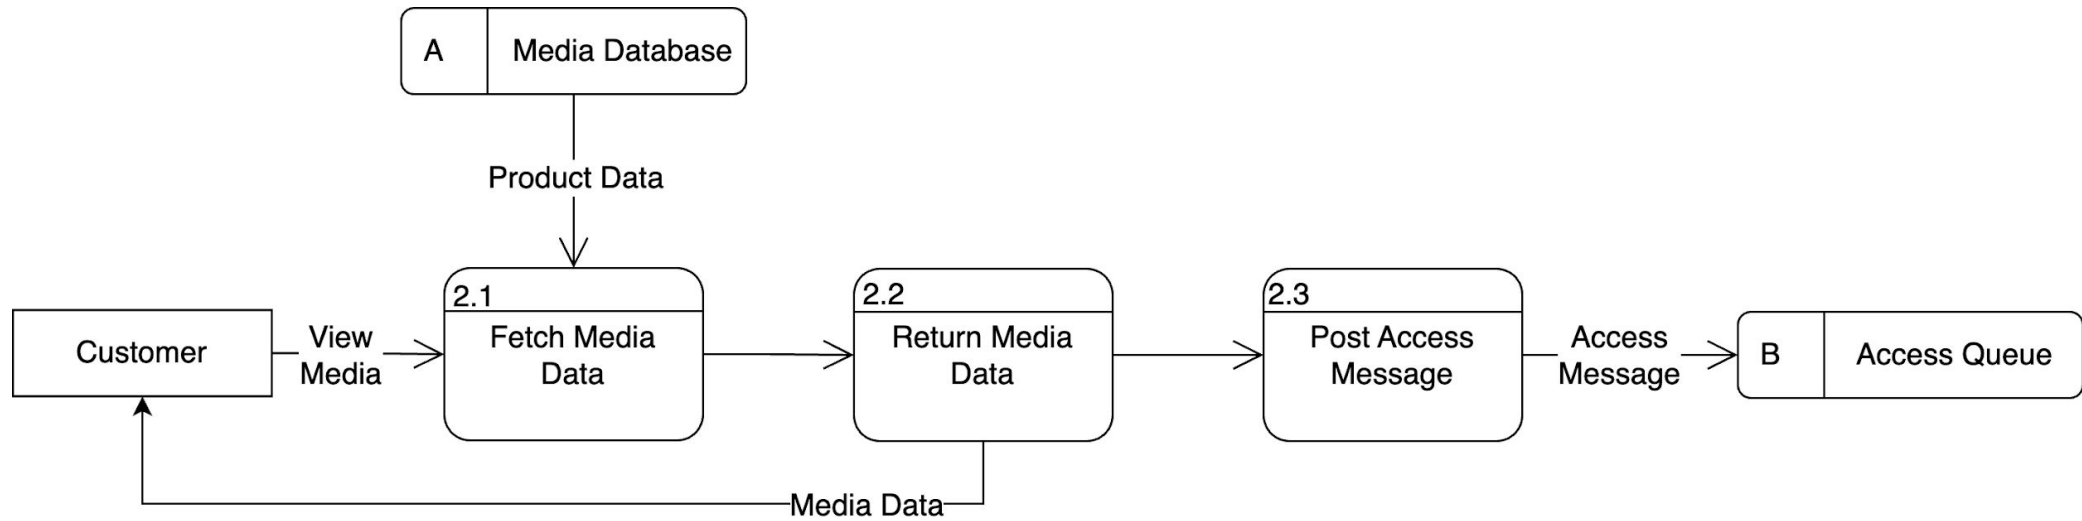 A
Media Database
Product Data
2.1
2.2
2.3
Customer
View
Media
Fetch Media
Data
Return Media
Data
Post Access
Message
Access
Message
B
Access Queue
Media Data